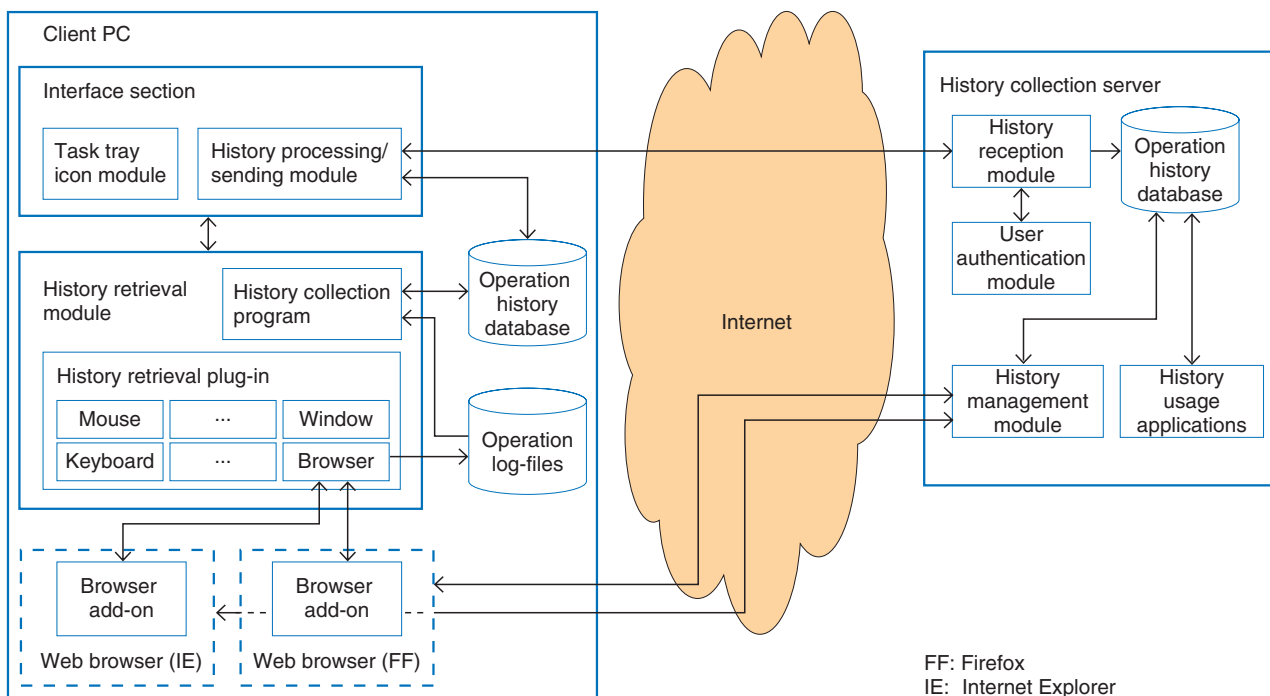 Client PC
Interface section
Task tray
icon module
History processing/
sending module
History retrieval
module
History collection
program
Operation
history
database
History retrieval plug-in
Mouse
...
Window
Keyboard
...
Browser
Operation
log-files
Browser
add-on
Web browser (IE)
Browser
add-on
Web browser (FF)
Internet
History collection server
History
reception
module
Operation
history
database
User
authentication
module
History
management
module
History
usage
applications
FF: Firefox
IE: Internet Explorer